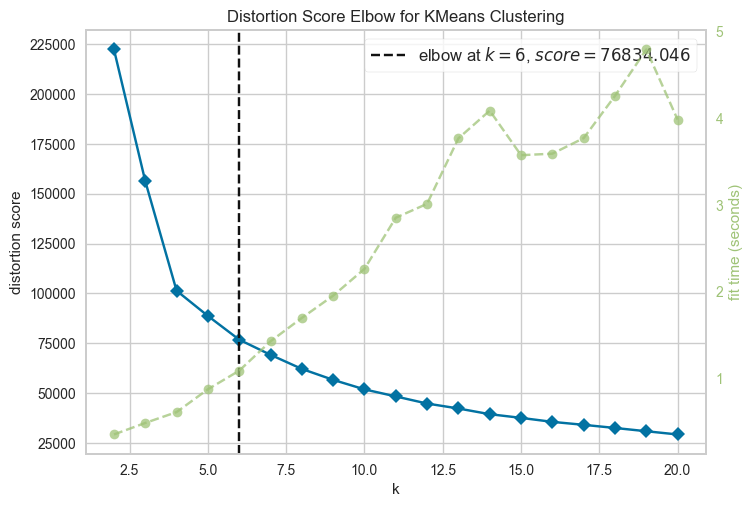 Distortion Score Elbow for KMeans Clustering
elbow at k = 6, score = 76834.046
distortion score
225000
200000
175000
150000
125000
100000
75000
50000
25000
2.5 5.0 7.5 10.0 12.5 15.0 17.5 20.0
k
5
4
3
2
1
fit time (seconds)